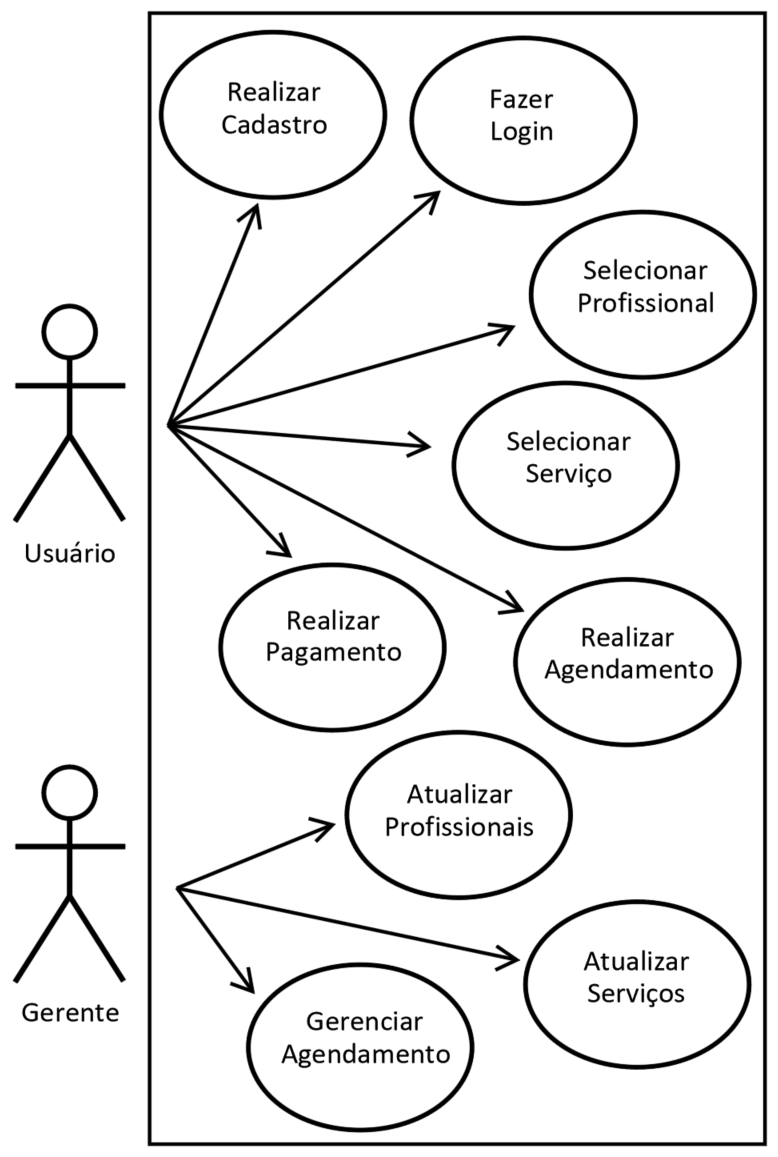 Realizar
Cadastro
Fazer
Login
Selecionar
Profissional
Selecionar
Serviço
Usuário
Realizar
Pagamento
Realizar
Agendamento
Atualizar
Profissionais
Atualizar
Serviços
Gerente
Gerenciar
Agendamento